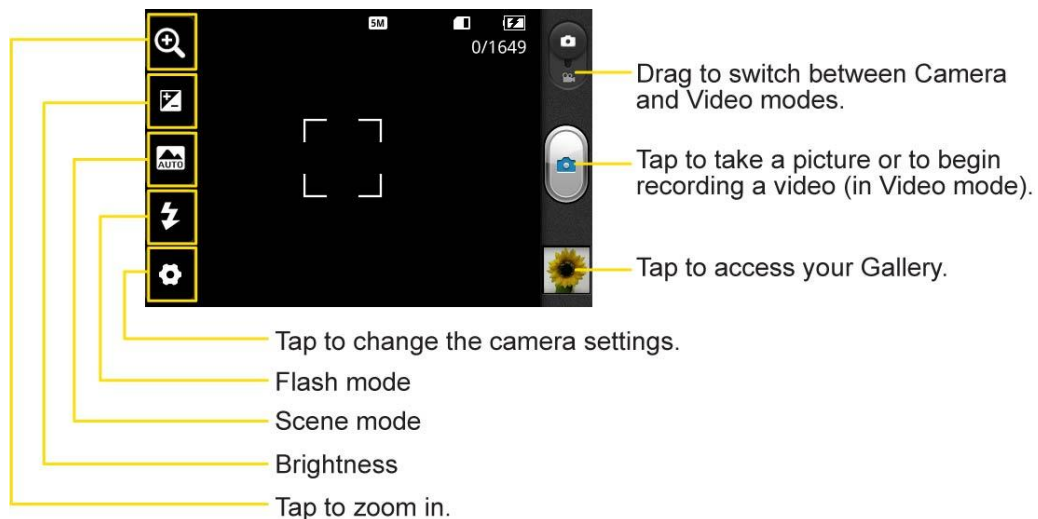 5M
0/1649
AUTO
Drag to switch between Camera
and Video modes.
Tap to take a picture or to begin
recording a video (in Video mode).
Tap to access your Gallery.
Tap to change the camera settings.
Flash mode
Scene mode
Brightness
Tap to zoom in.